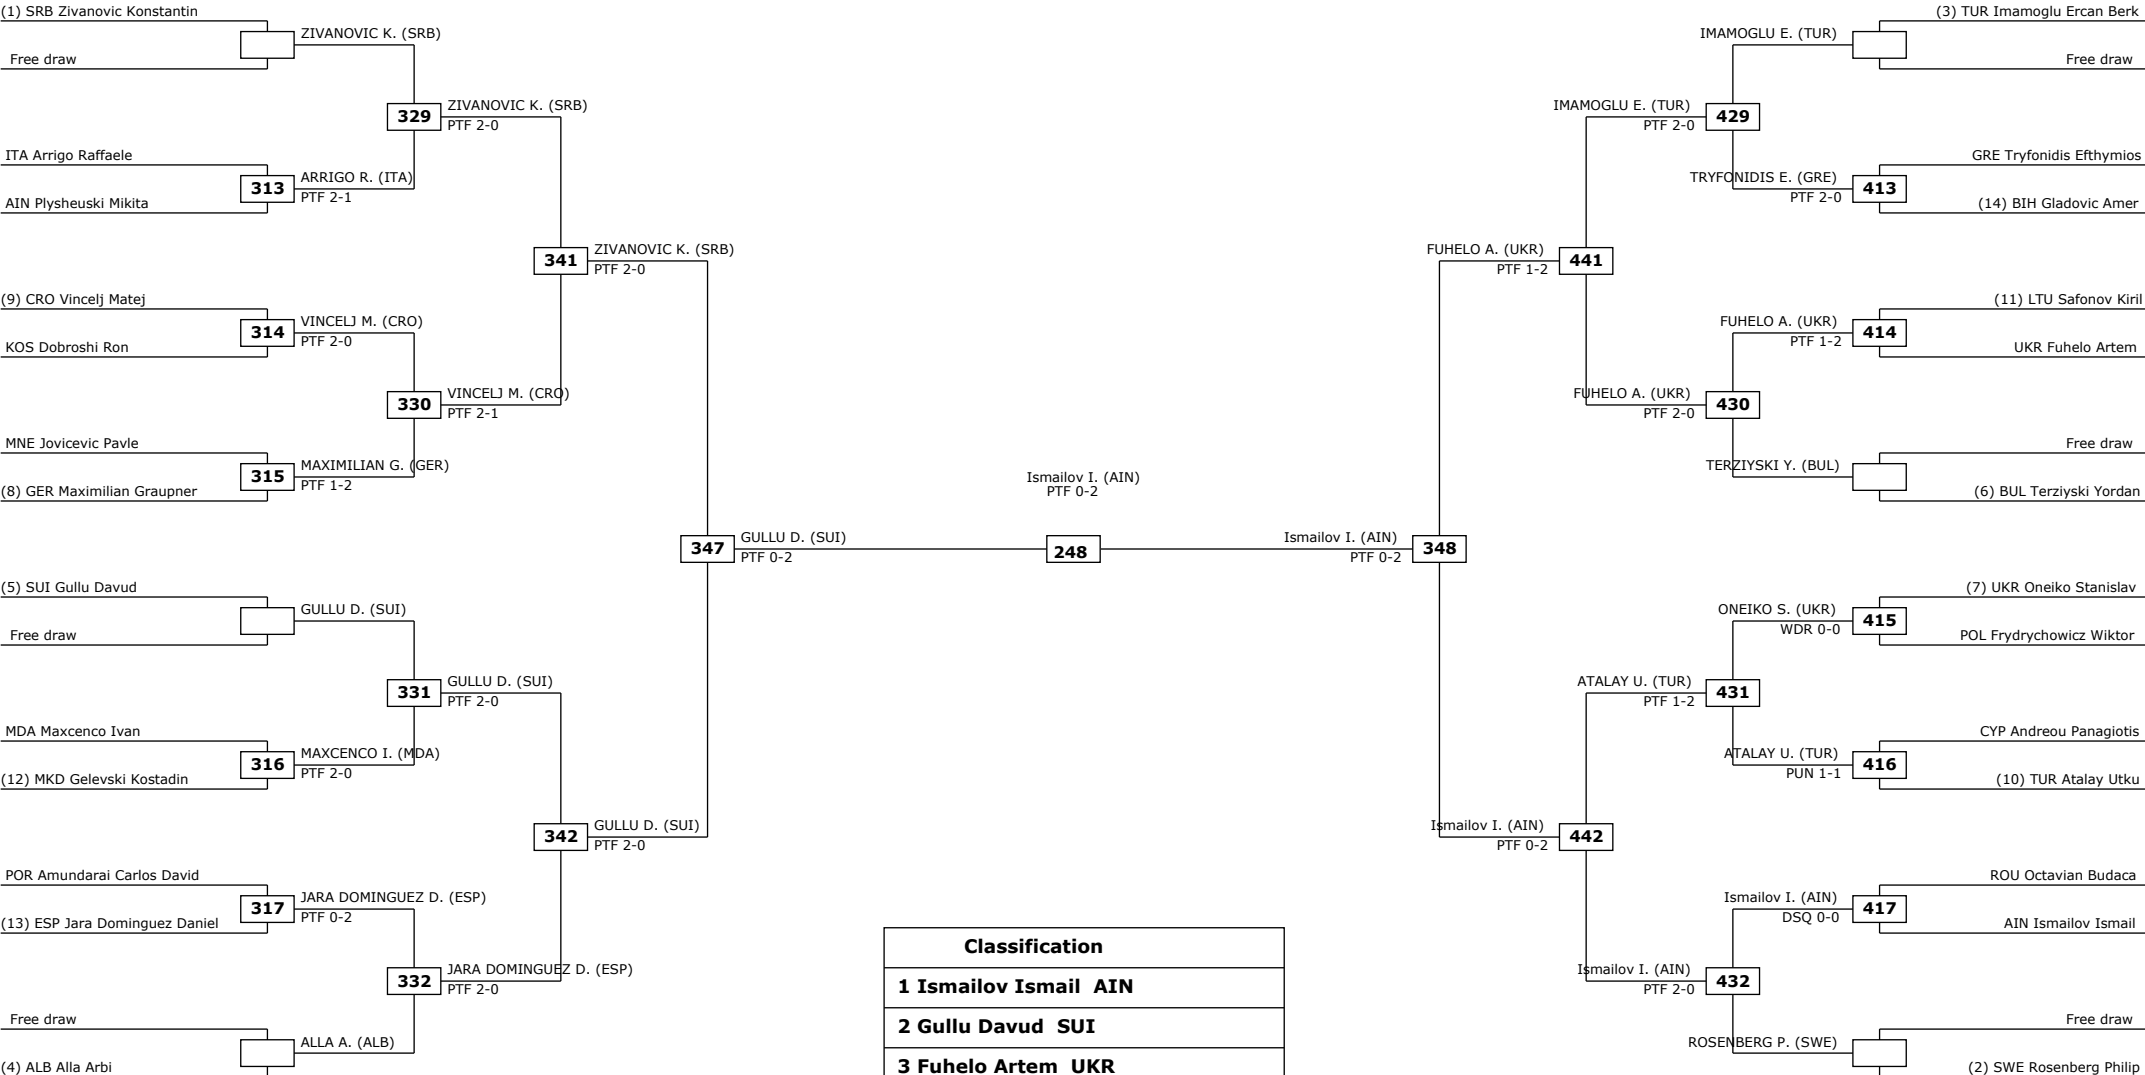 (1) SRB Zivanovic Konstantin
Free draw
ZIVANOVIC K. (SRB)
329
ZIVANOVIC K. (SRB)
PTF 2-0
ITA Arrigo Raffaele
AIN Plysheuski Mikita
313
ARRIGO R. (ITA)
PTF 2-1
341
ZIVANOVIC K. (SRB)
PTF 2-0
(9) CRO Vincelj Matej
KOS Dobroshi Ron
314
VINCELJ M. (CRO)
PTF 2-0
330
VINCELJ M. (CRO)
PTF 2-1
MNE Jovicevic Pavle
(8) GER Maximilian Graupner
315
MAXIMILIAN G. (GER)
PTF 1-2
347
GULLU D. (SUI)
PTF 0-2
(5) SUI Gullu Davud
Free draw
GULLU D. (SUI)
331
GULLU D. (SUI)
PTF 2-0
MDA Maxcenco Ivan
(12) MKD Gelevski Kostadin
316
MAXCENCO I. (MDA)
PTF 2-0
342
GULLU D. (SUI)
PTF 2-0
POR Amundarai Carlos David
(13) ESP Jara Dominguez Daniel
317
JARA DOMINGUEZ D. (ESP)
PTF 0-2
332
JARA DOMINGUEZ D. (ESP)
PTF 2-0
Free draw
(4) ALB Alla Arbi
ALLA A. (ALB)
Ismailov I. (AIN)
PTF 0-2
248
(3) TUR Imamoglu Ercan Berk
Free draw
IMAMOGLU E. (TUR)
IMAMOGLU E. (TUR)
PTF 2-0
429
GRE Tryfonidis Efthymios
(14) BIH Gladovic Amer
TRYFONIDIS E. (GRE)
PTF 2-0
413
FUHELO A. (UKR)
PTF 1-2
441
(11) LTU Safonov Kiril
UKR Fuhelo Artem
FUHELO A. (UKR)
PTF 1-2
414
FUHELO A. (UKR)
PTF 2-0
430
Free draw
(6) BUL Terziyski Yordan
TERZIYSKI Y. (BUL)
Ismailov I. (AIN)
PTF 0-2
348
(7) UKR Oneiko Stanislav
POL Frydrychowicz Wiktor
ONEIKO S. (UKR)
WDR 0-0
415
ATALAY U. (TUR)
PTF 1-2
431
CYP Andreou Panagiotis
(10) TUR Atalay Utku
ATALAY U. (TUR)
PUN 1-1
416
Ismailov I. (AIN)
PTF 0-2
442
ROU Octavian Budaca
AIN Ismailov Ismail
Ismailov I. (AIN)
DSQ 0-0
417
Ismailov I. (AIN)
PTF 2-0
432
Free draw
(2) SWE Rosenberg Philip
ROSENBERG P. (SWE)
Classification
1 Ismailov Ismail AIN
2 Gullu Davud SUI
3 Fuhelo Artem UKR